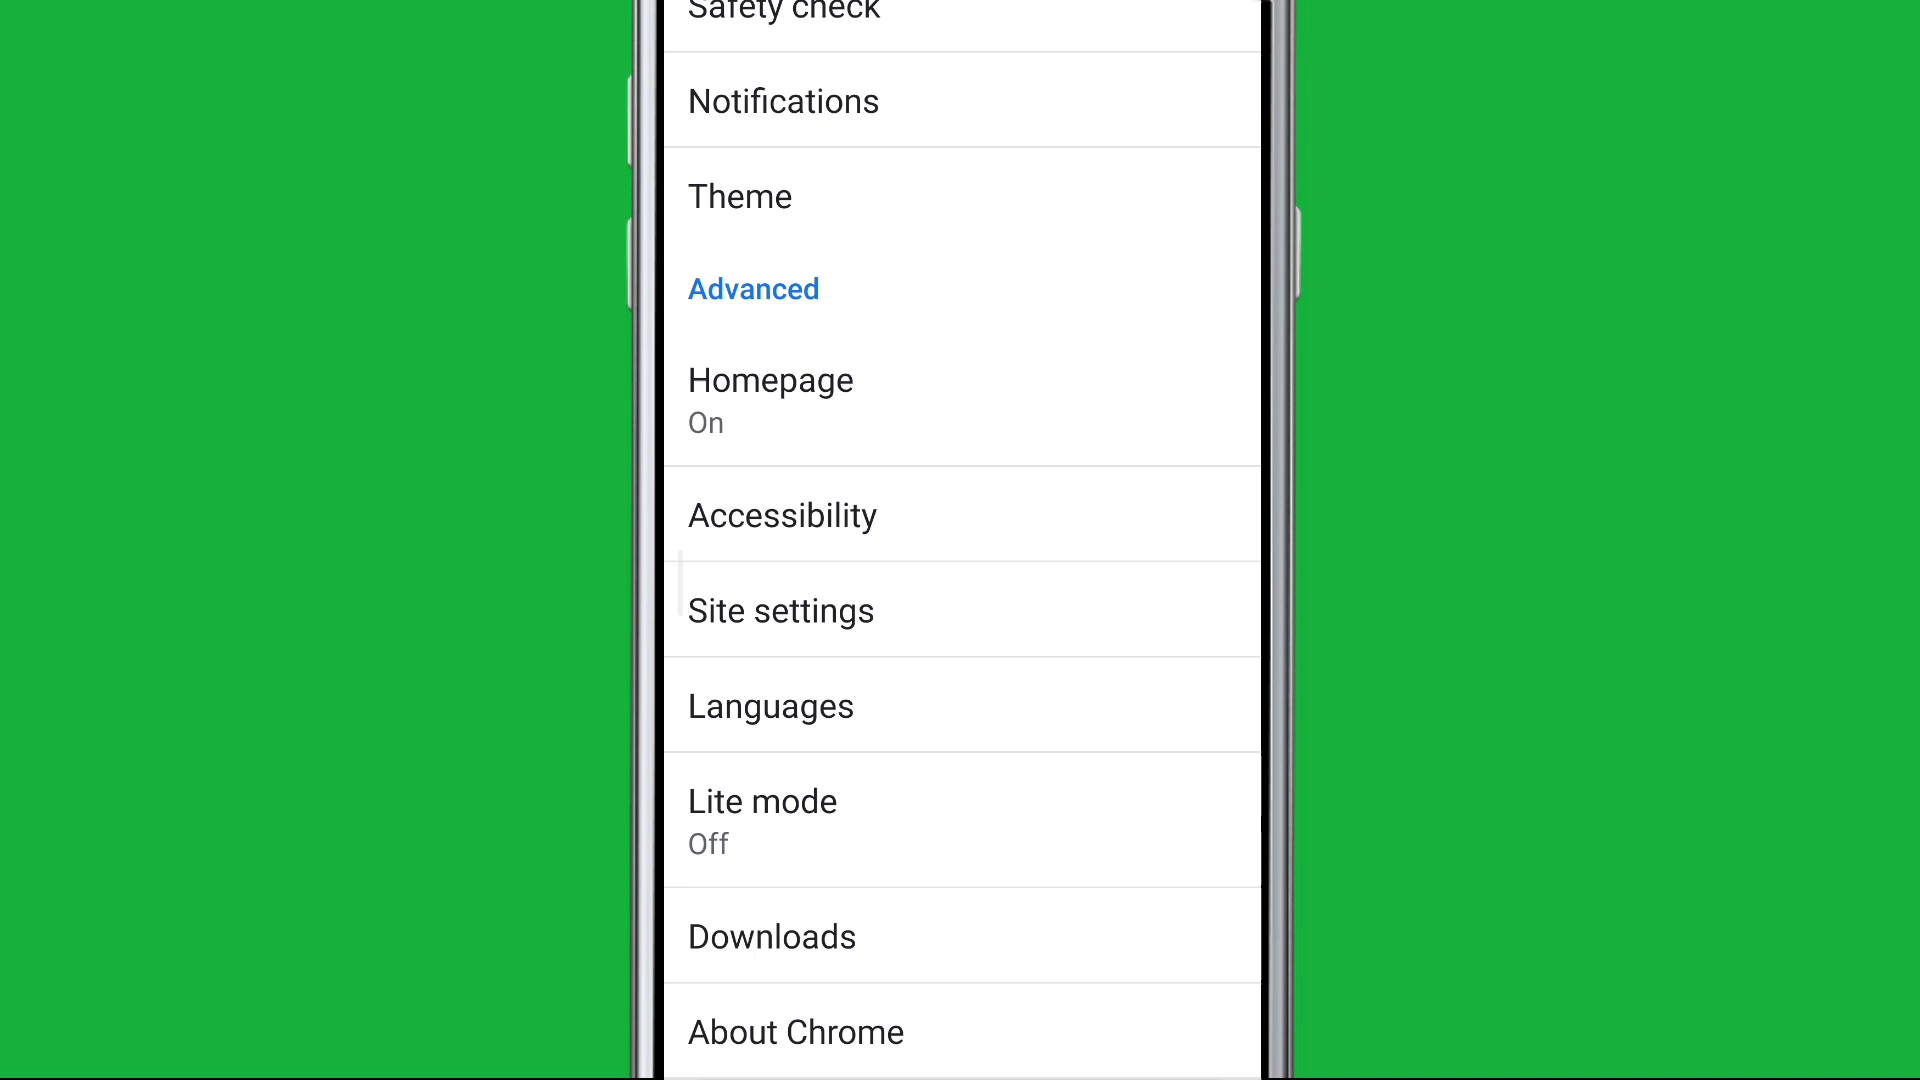 Safety check
Notifications
Theme
Advanced
Homepage
On
Accessibility
Site settings
Languages
Lite mode
Off
Downloads
About Chrome